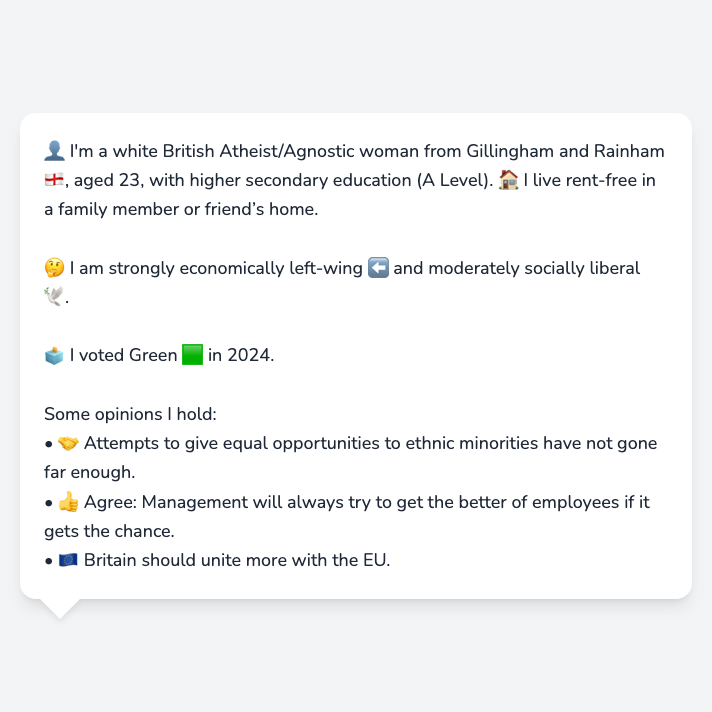 👤 I'm a white British Atheist/Agnostic woman from Gillingham and Rainham
🏴󠁧󠁢󠁥󠁮󠁧󠁿, aged 23, with higher secondary education (A Level). 🏠 I live rent-free in
a family member or friend’s home.
🤔 I am strongly economically left-wing ⬅️ and moderately socially liberal
🕊️.
🗳️ I voted Green 🟩 in 2024.
Some opinions I hold:
• 🤝 Attempts to give equal opportunities to ethnic minorities have not gone
far enough.
• 👍 Agree: Management will always try to get the better of employees if it
gets the chance.
• 🇪🇺 Britain should unite more with the EU.